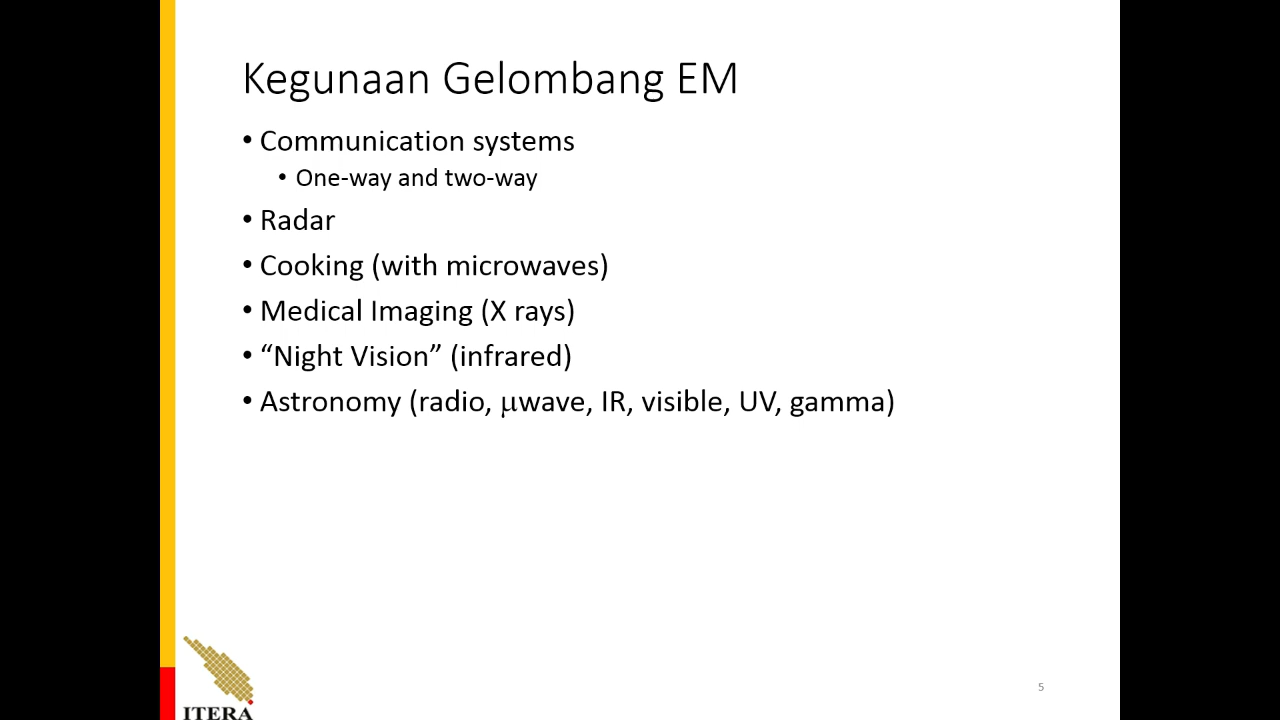 Kegunaan Gelombang EM
• Communication systems
• One-way and two-way
• Radar
• Cooking (with microwaves)
• Medical Imaging (X rays)
• “Night Vision” (infrared)
• Astronomy (radio, μwave, IR, visible, UV, gamma)
ITERA
5